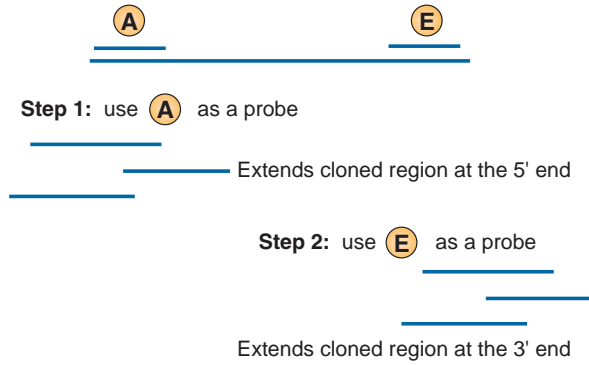 A E
Step 1: use A as a probe
Extends cloned region at the 5' end
Step 2: use E as a probe
Extends cloned region at the 3' end